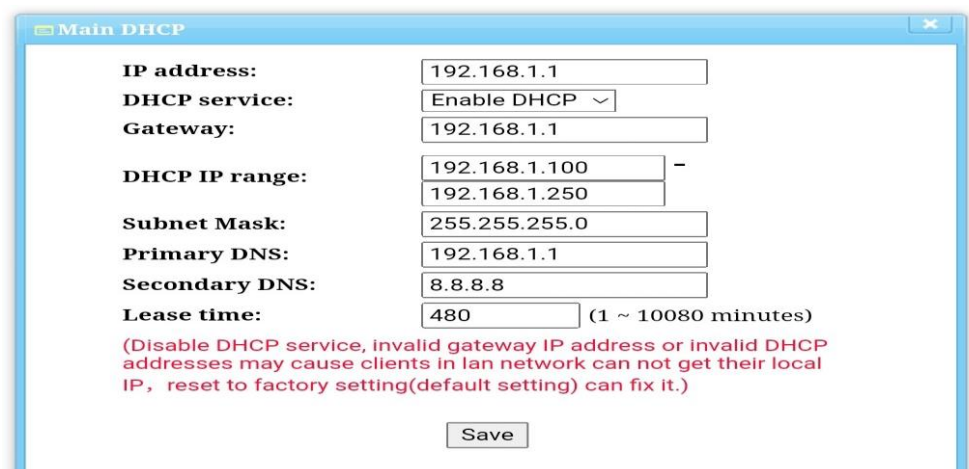 Main DHCP
IP address: 192.168.1.1
DHCP service: Enable DHCP
Gateway: 192.168.1.1
DHCP IP range: 192.168.1.100 –
192.168.1.250
Subnet Mask: 255.255.255.0
Primary DNS: 192.168.1.1
Secondary DNS: 8.8.8.8
Lease time: 480 (1 ~ 10080 minutes)
(Disable DHCP service, invalid gateway IP address or invalid DHCP
addresses may cause clients in lan network can not get their local
IP，reset to factory setting(default setting) can fix it.)
Save